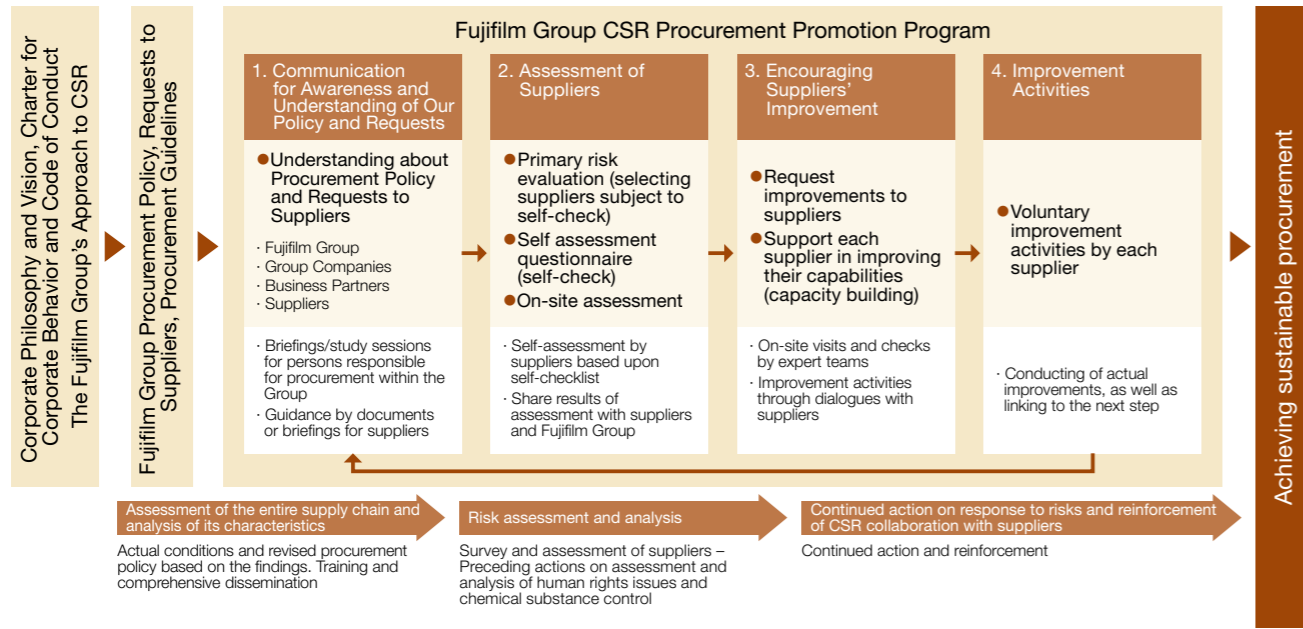 Corporate Philosophy and Vision, Charter for
Corporate Behavior and Code of Conduct
The Fujifilm Group's Approach to CSR
Fujifilm Group Procurement Policy, Requests to
Suppliers, Procurement Guidelines
Fujifilm Group CSR Procurement Promotion Program
1. Communication
for Awareness and
Understanding of Our
Policy and Requests
●Understanding about
Procurement Policy
and Requests to
Suppliers
· Fujifilm Group
· Group Companies
· Business Partners
· Suppliers
· Briefings/study sessions
for persons responsible
for procurement within the
Group
· Guidance by documents
or briefings for suppliers
2. Assessment of
Suppliers
●Primary risk
evaluation (selecting
suppliers subject to
self-check)
●Self assessment
questionnaire
(self-check)
●On-site assessment
· Self-assessment by
suppliers based upon
self-checklist
· Share results of
assessment with suppliers
and Fujifilm Group
3. Encouraging
Suppliers'
Improvement
●Request
improvements to
suppliers
●Support each
supplier in improving
their capabilities
(capacity building)
· On-site visits and checks
by expert teams
· Improvement activities
through dialogues with
suppliers
4. Improvement
Activities
●Voluntary
improvement
activities by each
supplier
· Conducting of actual
improvements, as well as
linking to the next step
Assessment of the entire supply chain and
analysis of its characteristics
Actual conditions and revised procurement
policy based on the findings. Training and
comprehensive dissemination
Risk assessment and analysis
Survey and assessment of suppliers –
Preceding actions on assessment and
analysis of human rights issues and
chemical substance control
Continued action on response to risks and reinforcement
of CSR collaboration with suppliers
Continued action and reinforcement
Achieving sustainable procurement